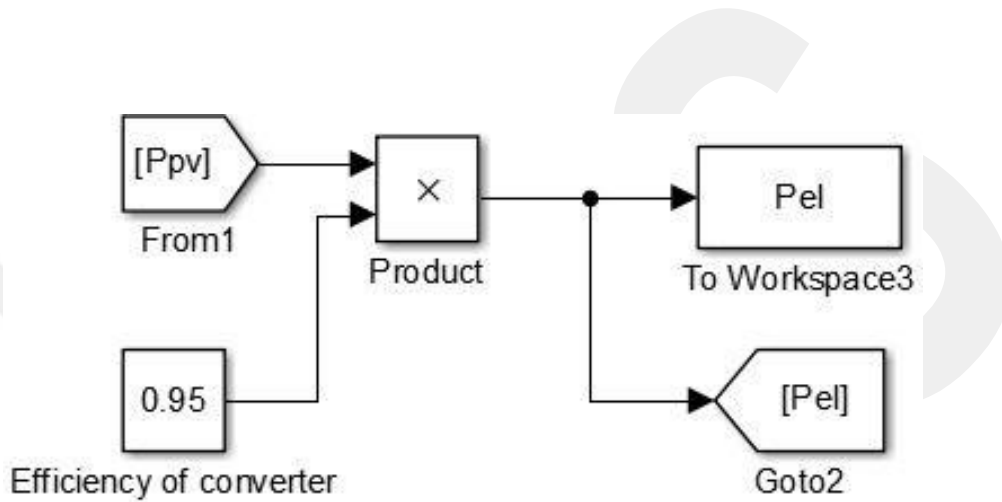 [Ppv]
From1
×
Product
Pel
To Workspace3
0.95
Efficiency of converter
[Pel]
Goto2